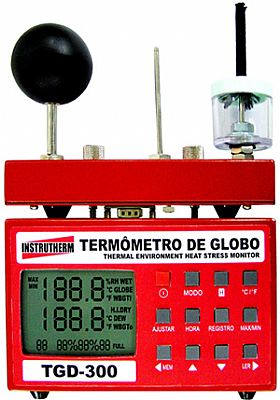 INSTRUTHERM
TERMÔMETRO DE GLOBO
THERMAL ENVIRONMENT HEAT STRESS MONITOR
MAX
MIN
188.8
%RH WET
°C GLOBE
°F WBGTI
188.8
H.I.DRY
°C DEW
°F WBGTo
88 88%88%88 FULL
MODO
H
°C/°F
AJUSTAR
HORA
REGISTRO
MAX/MIN
MEM
LER
TGD-300